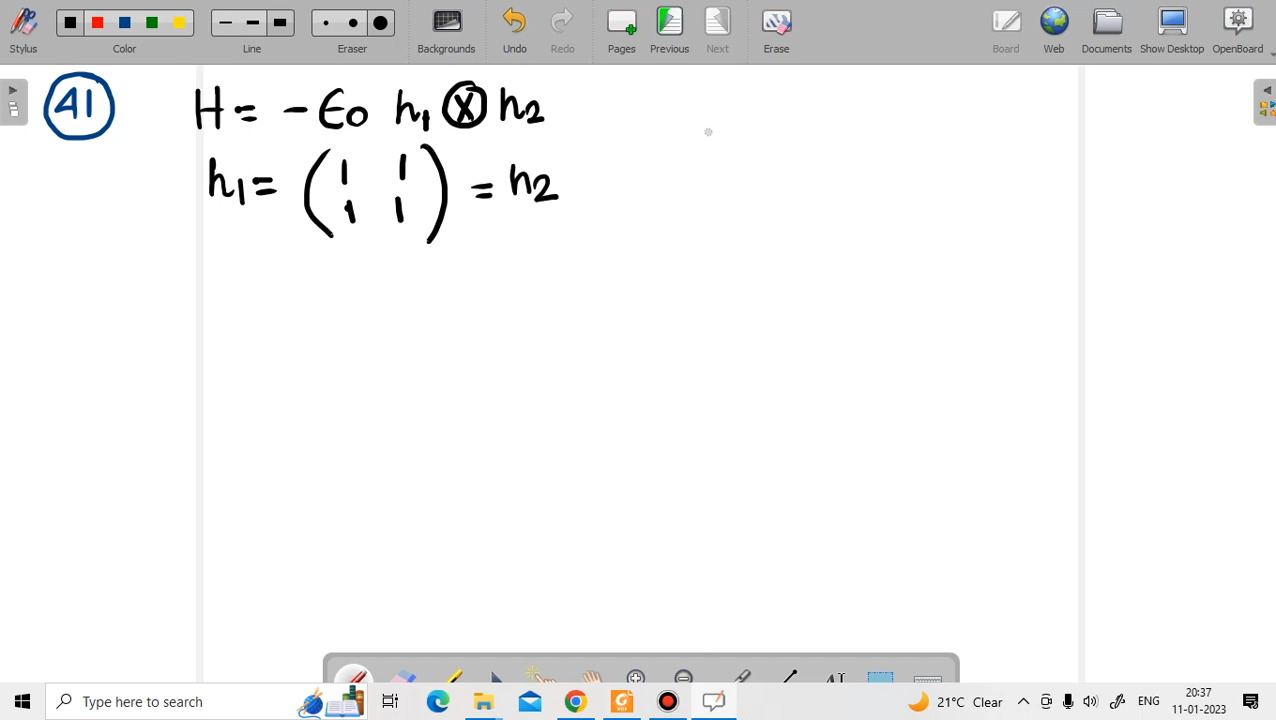 Stylus
Color
Line
Eraser
Backgrounds
Undo
Redo
Pages
Previous
Next
Erase
Board
Web
Documents
Show Desktop
OpenBoard
41
H = - ϵ0 h1 ⊗ h2
h1 = ( 1 1
1 1 ) = h2
Type here to search
21°C Clear
ENG
20:37
11-01-2023